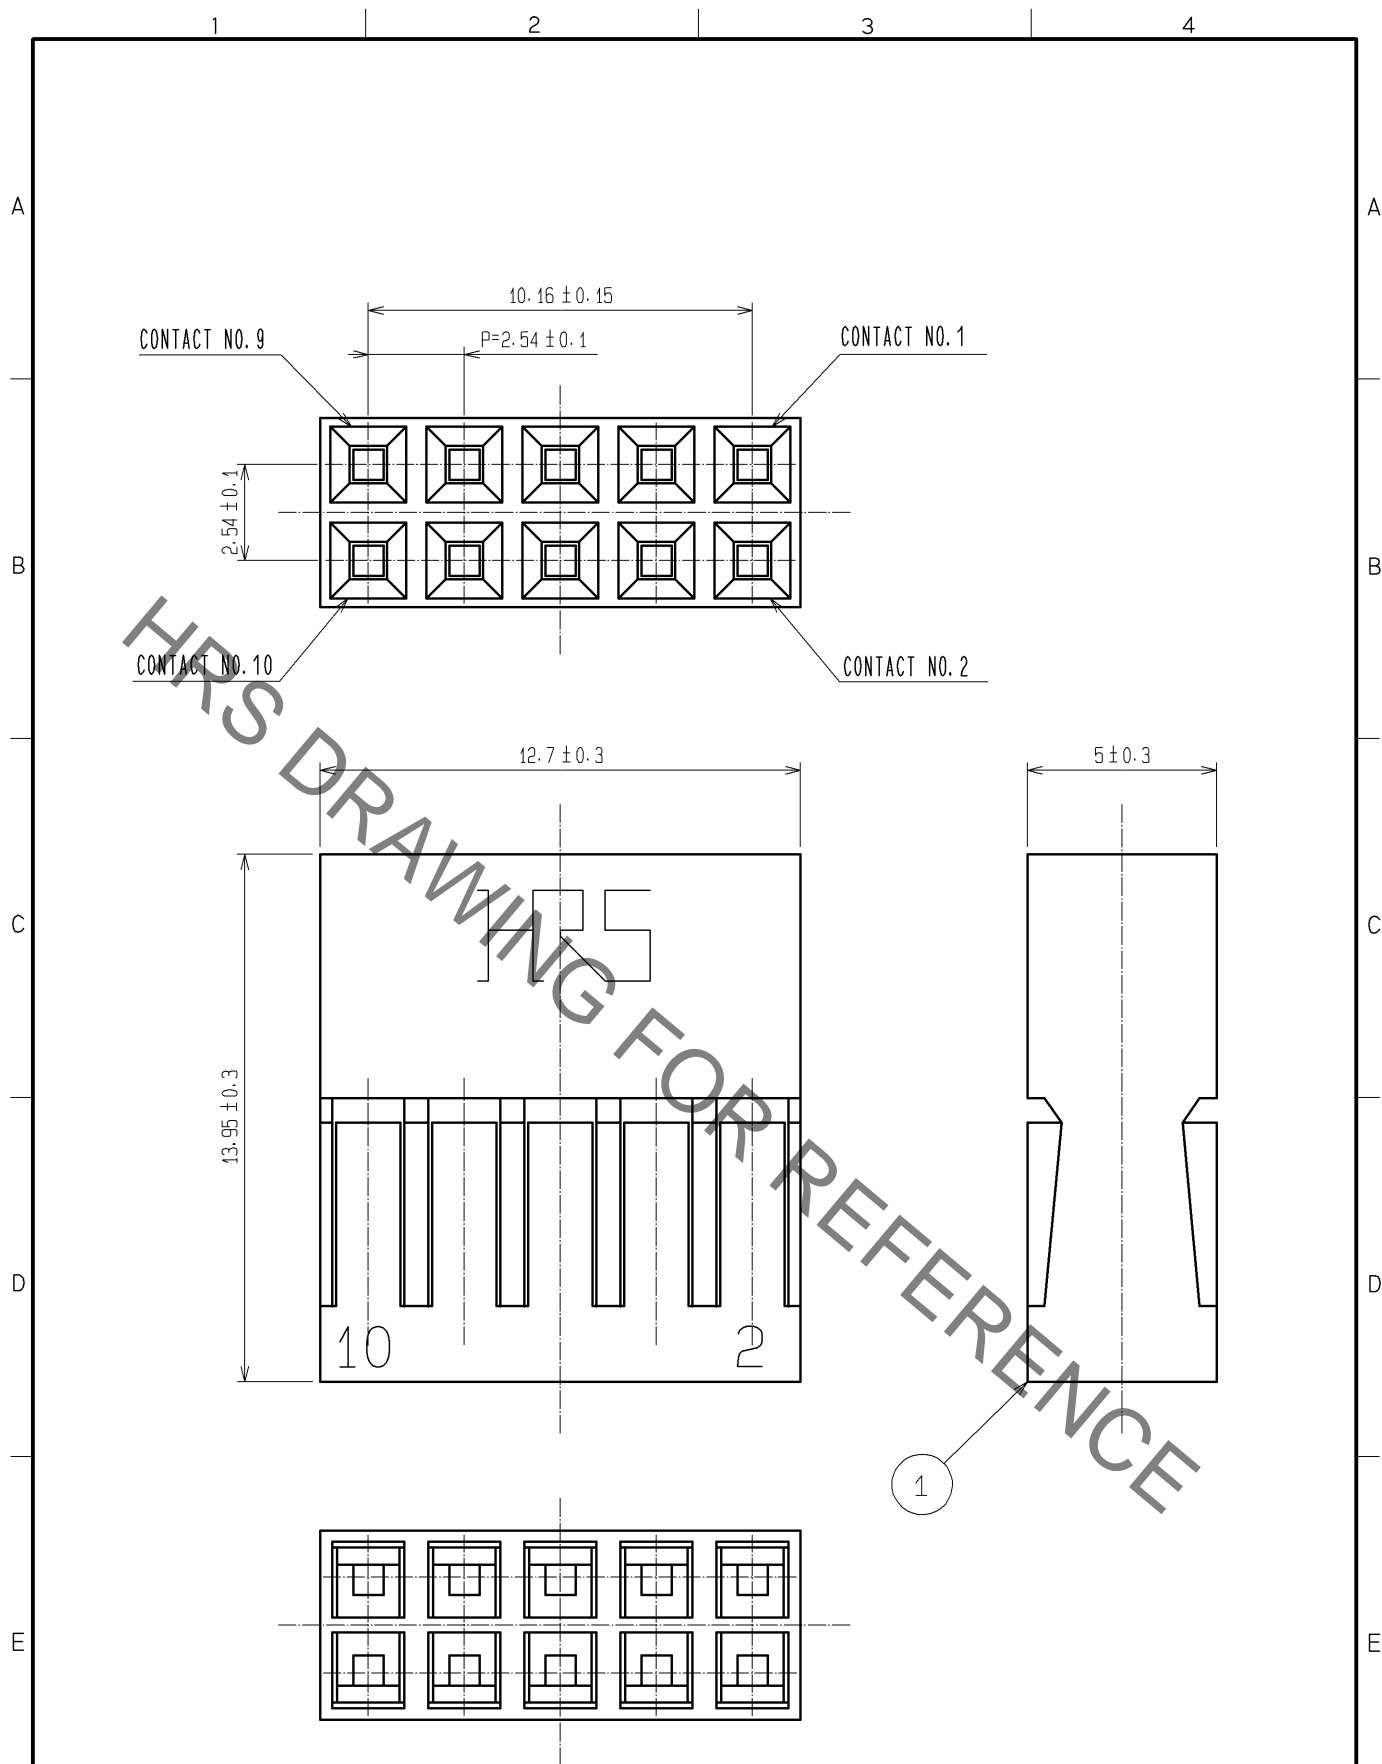 1 2 3 4
A A
10.16±0.15
CONTACT NO.9 P=2.54±0.1 CONTACT NO.1
2.54±0.1
B B
CONTACT NO.10 CONTACT NO.2
12.7±0.3 5±0.3
HRS
C C
13.95±0.3
HRS DRAWING FOR REFERENCE
D D
10 2
1
E E